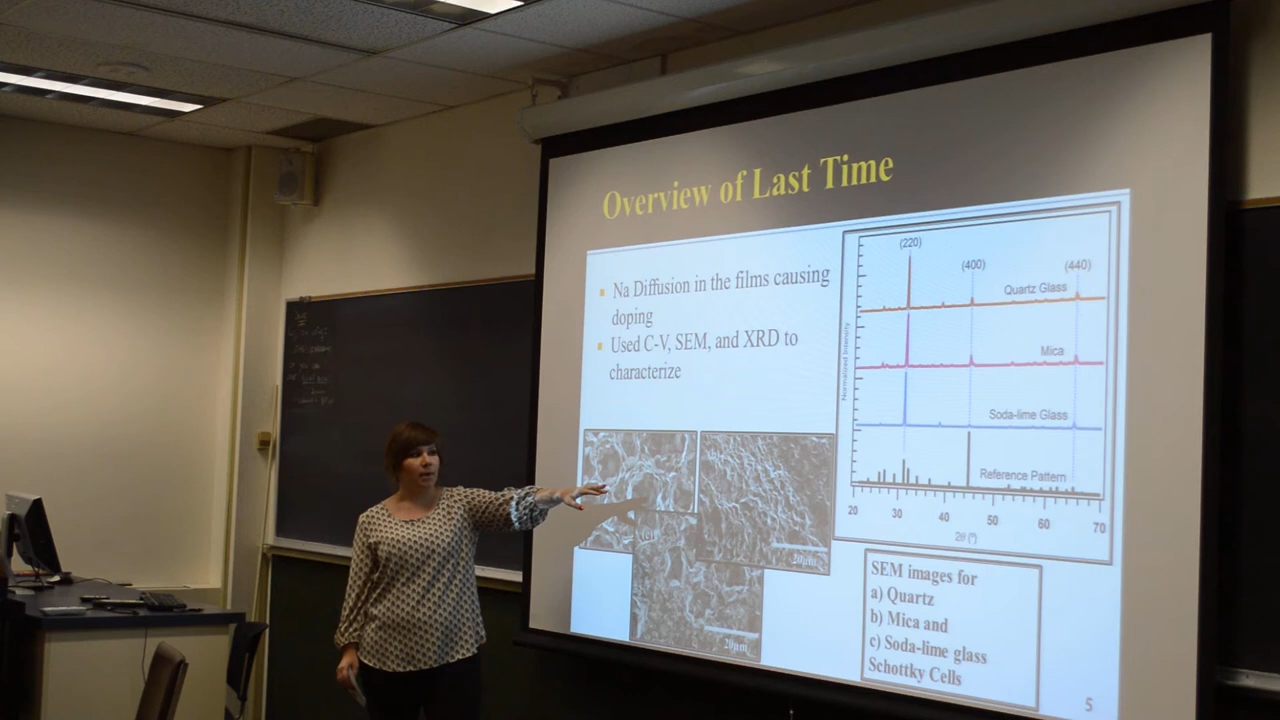 Overview of Last Time
Na Diffusion in the films causing
doping
Used C-V, SEM, and XRD to
characterize
(220)
(400)
(440)
Quartz Glass
Mica
Soda-lime Glass
Reference Pattern
Normalized Intensity
20 30 40 50 60 70
2θ (°)
20μm
20μm
SEM images for
a) Quartz
b) Mica and
c) Soda-lime glass
Schottky Cells
5